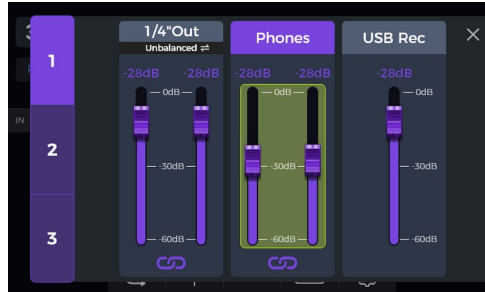 1/4"Out
Unbalanced ⇌
Phones
USB Rec
1
2
3
IN
-28dB -28dB
-28dB -28dB
-28dB
0dB
0dB
0dB
-30dB
-30dB
-30dB
-60dB
-60dB
-60dB